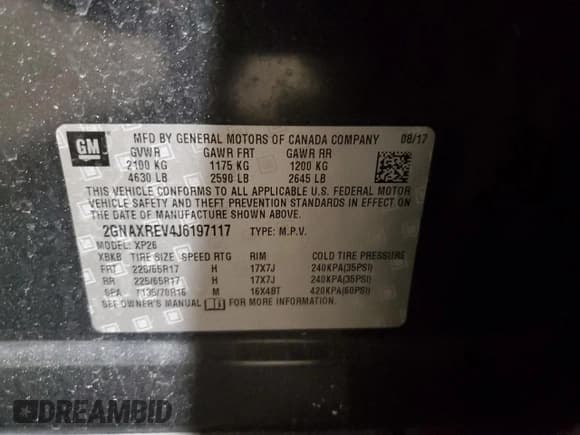 GM
MFD BY GENERAL MOTORS OF CANADA COMPANY 08/17
GVWR GAWR FRT GAWR RR
2100 KG 1175 KG 1200 KG
4630 LB 2590 LB 2645 LB
THIS VEHICLE CONFORMS TO ALL APPLICABLE U.S. FEDERAL MOTOR
VEHICLE SAFETY AND THEFT PREVENTION STANDARDS IN EFFECT ON
THE DATE OF MANUFACTURE SHOWN ABOVE.
2GNAXREV4J6197117 TYPE: M.P.V.
MODEL: XP26
XBKB TIRE SIZE SPEED RTG RIM COLD TIRE PRESSURE
FRT 225/65R17 H 17X7J 240KPA(35PSI)
RR 225/65R17 H 17X7J 240KPA(35PSI)
SPA T135/70R16 M 16X4BT 420KPA(60PSI)
SEE OWNER'S MANUAL FOR MORE INFORMATION.
DREAMBID